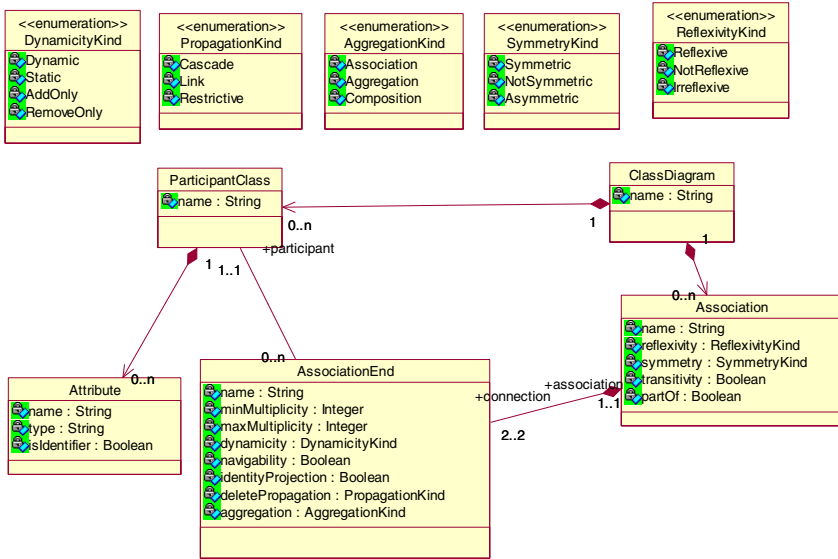 <<enumeration>>
DynamicityKind
Dynamic
Static
AddOnly
RemoveOnly
<<enumeration>>
PropagationKind
Cascade
Link
Restrictive
<<enumeration>>
AggregationKind
Association
Aggregation
Composition
<<enumeration>>
SymmetryKind
Symmetric
NotSymmetric
Asymmetric
<<enumeration>>
ReflexivityKind
Reflexive
NotReflexive
Irreflexive
ParticipantClass
name : String
ClassDiagram
name : String
0..n
1
+participant
1
1..1
1
0..n
Association
name : String
reflexivity : ReflexivityKind
symmetry : SymmetryKind
transitivity : Boolean
partOf : Boolean
0..n
Attribute
name : String
type : String
isIdentifier : Boolean
0..n
AssociationEnd
name : String
minMultiplicity : Integer
maxMultiplicity : Integer
dynamicity : DynamicityKind
navigability : Boolean
identityProjection : Boolean
deletePropagation : PropagationKind
aggregation : AggregationKind
+association
+connection
1..1
2..2